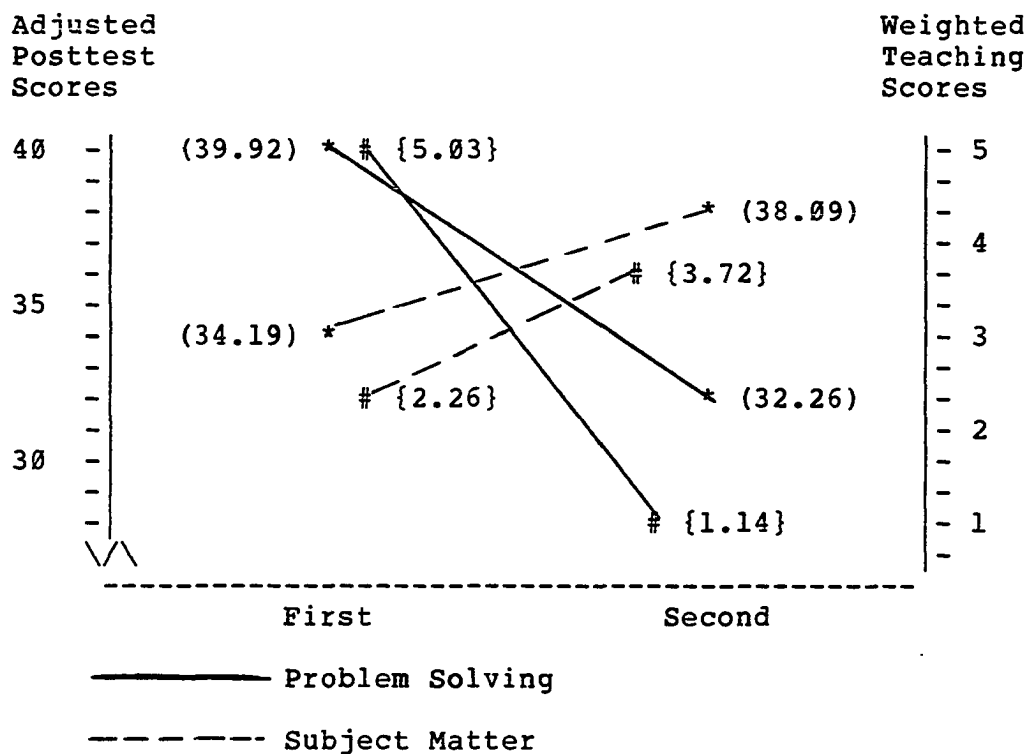 Adjusted Weighted
Posttest Teaching
Scores Scores
40 - (39.92) * # {5.03} - 5
* (38.09)
- 4
# {3.72}
35 -
(34.19) * - 3
# {2.26} * (32.26)
- 2
30 -
# {1.14} - 1
First Second
Problem Solving
Subject Matter